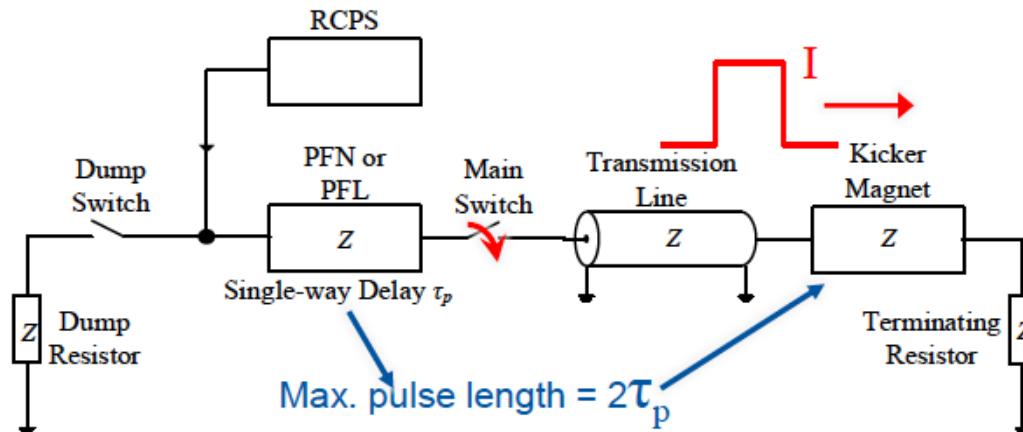 RCPS
I
Dump
Switch
PFN or
PFL
Main
Switch
Transmission
Line
Kicker
Magnet
Z
Z
Z
Single-way Delay τp
Z
Dump
Resistor
Terminating
Resistor
Z
Max. pulse length = 2τp